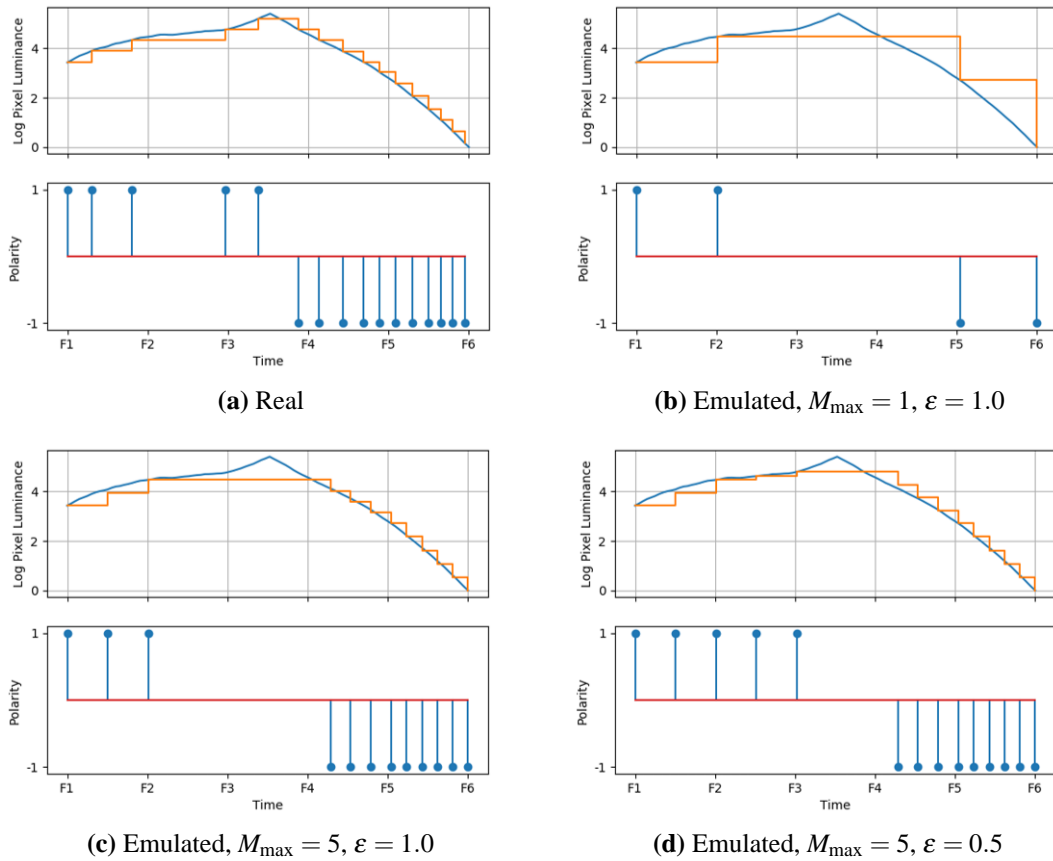 Log Pixel Luminance
4
2
0
Polarity
1
-1
F1 F2 F3 F4 F5 F6
Time
(a) Real
Log Pixel Luminance
4
2
0
Polarity
1
-1
F1 F2 F3 F4 F5 F6
Time
(b) Emulated, M_max = 1, ε = 1.0
Log Pixel Luminance
4
2
0
Polarity
1
-1
F1 F2 F3 F4 F5 F6
Time
(c) Emulated, M_max = 5, ε = 1.0
Log Pixel Luminance
4
2
0
Polarity
1
-1
F1 F2 F3 F4 F5 F6
Time
(d) Emulated, M_max = 5, ε = 0.5